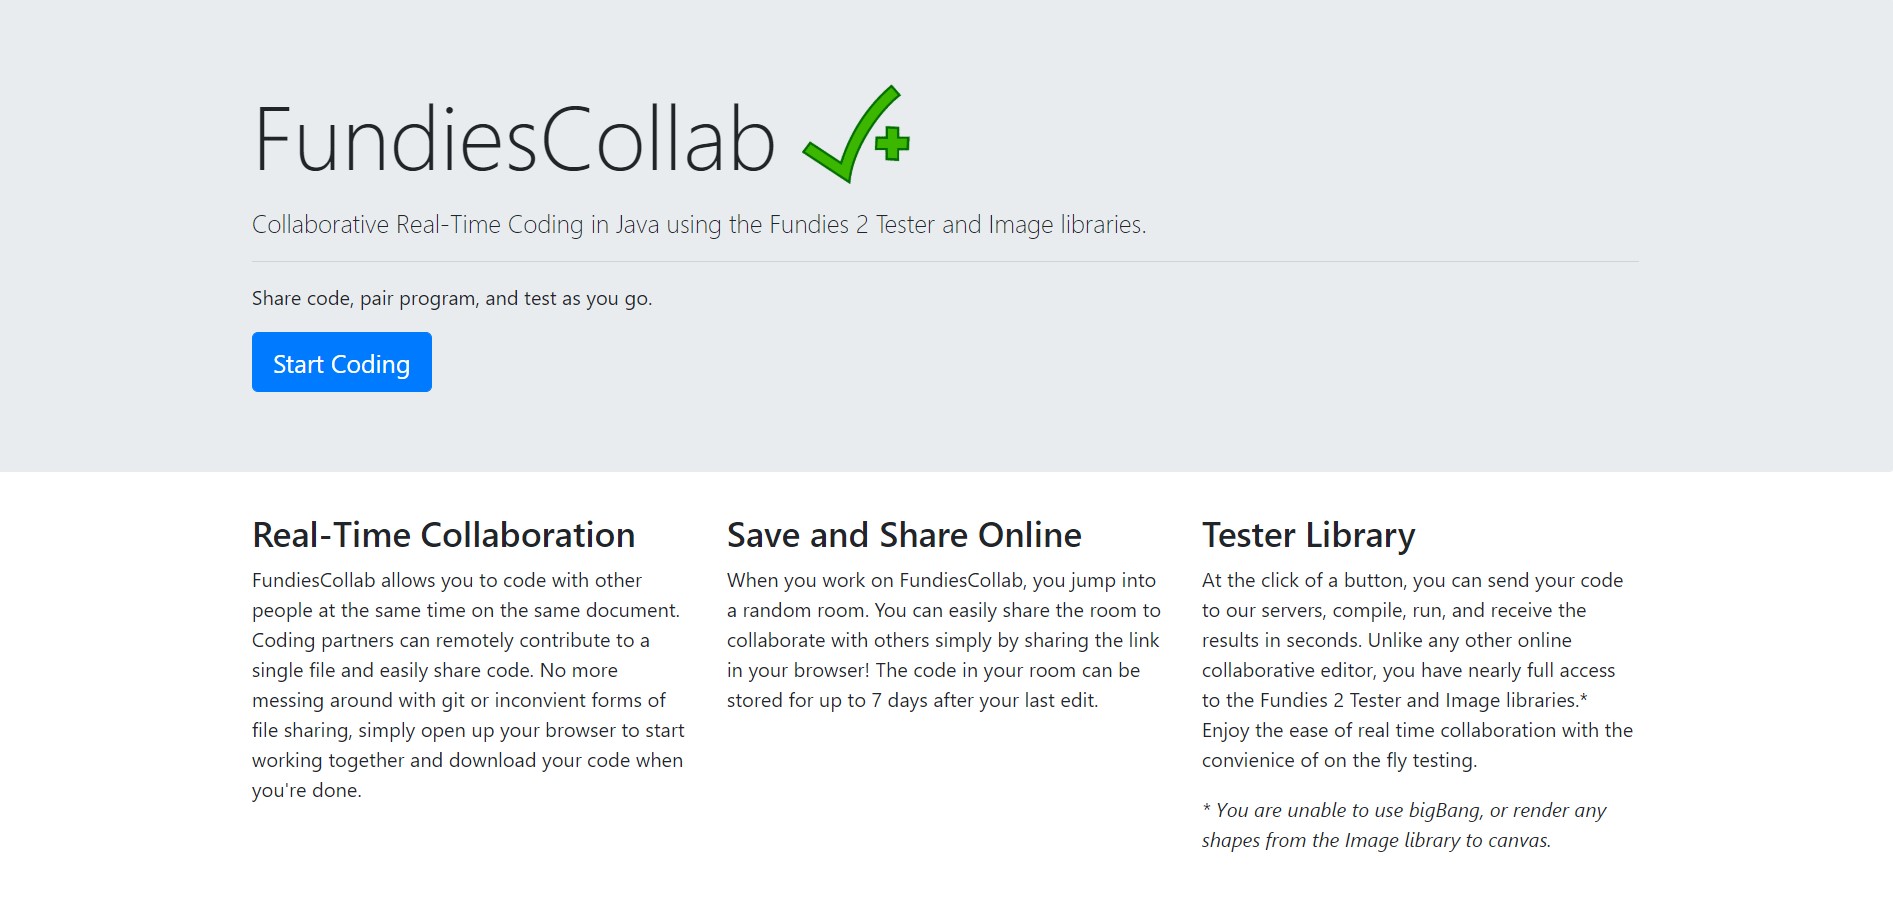 FundiesCollab
Collaborative Real-Time Coding in Java using the Fundies 2 Tester and Image libraries.
Share code, pair program, and test as you go.
Start Coding
Real-Time Collaboration
FundiesCollab allows you to code with other
people at the same time on the same document.
Coding partners can remotely contribute to a
single file and easily share code. No more
messing around with git or inconvient forms of
file sharing, simply open up your browser to start
working together and download your code when
you're done.
Save and Share Online
When you work on FundiesCollab, you jump into
a random room. You can easily share the room to
collaborate with others simply by sharing the link
in your browser! The code in your room can be
stored for up to 7 days after your last edit.
Tester Library
At the click of a button, you can send your code
to our servers, compile, run, and receive the
results in seconds. Unlike any other online
collaborative editor, you have nearly full access
to the Fundies 2 Tester and Image libraries.*
Enjoy the ease of real time collaboration with the
convienice of on the fly testing.
* You are unable to use bigBang, or render any
shapes from the Image library to canvas.